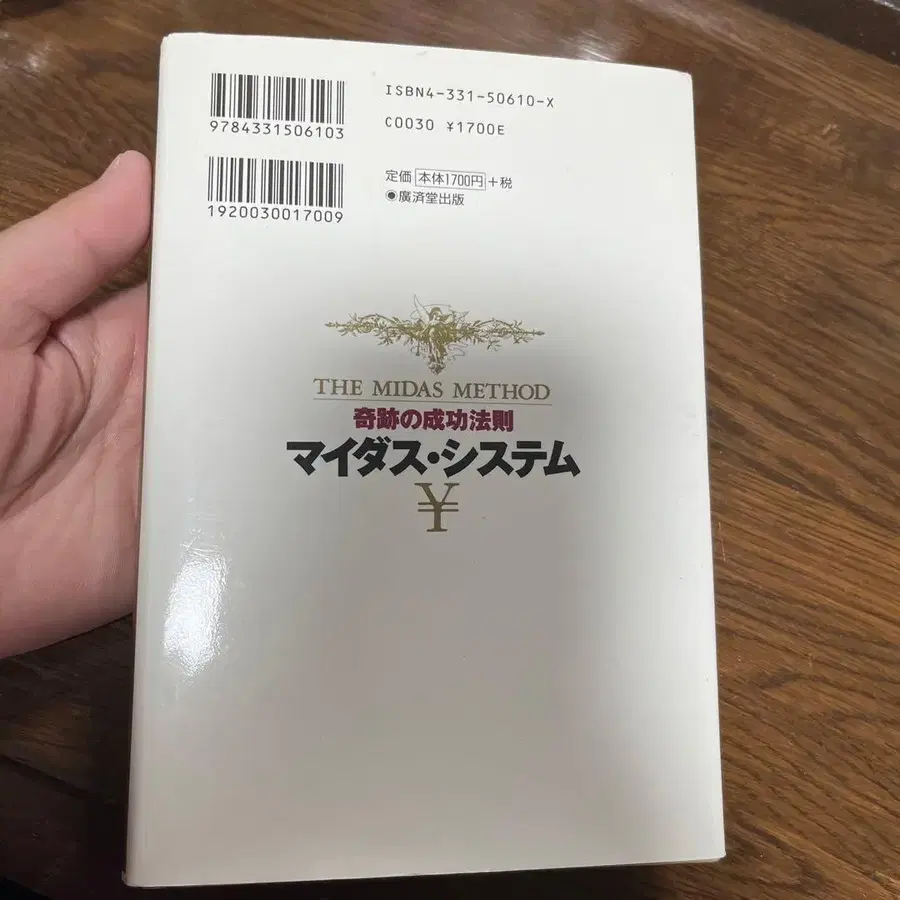 ISBN4-331-50610-X
9784331506103
C0030 ¥1700E
定価 本体1700円+税
●廣済堂出版
1920030017009
THE MIDAS METHOD
奇跡の成功法則
マイダス・システム
¥